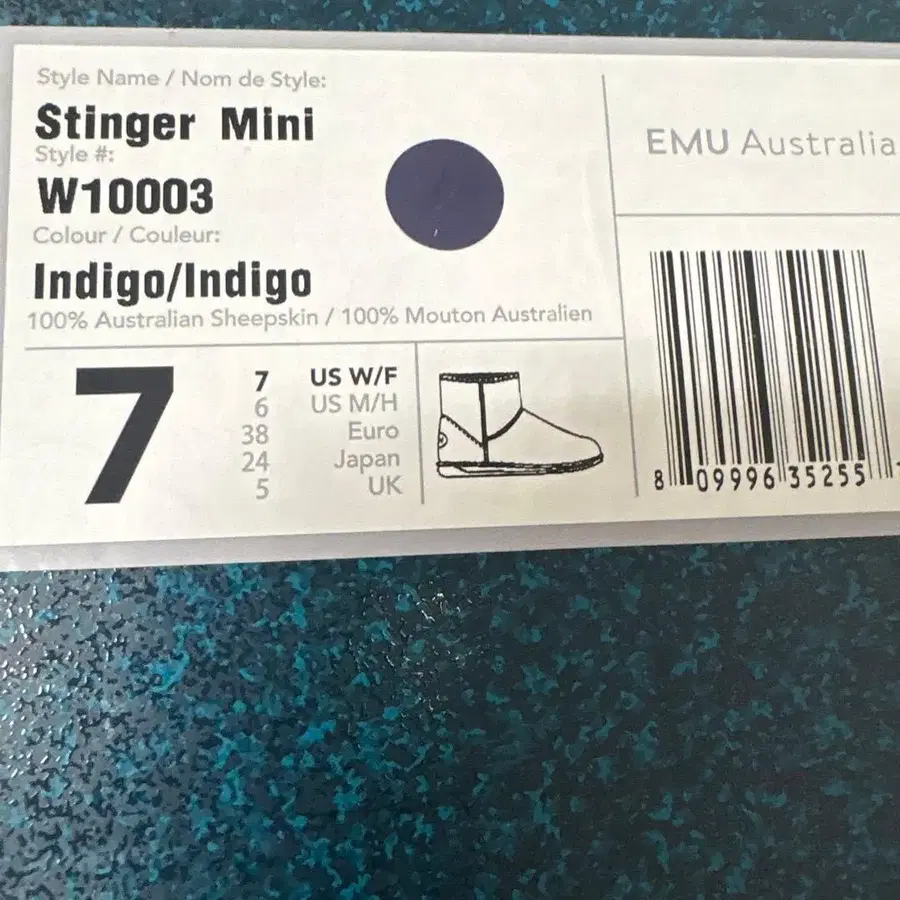 Style Name / Nom de Style:
Stinger Mini
Style #:
W10003
Colour / Couleur:
Indigo/Indigo
100% Australian Sheepskin / 100% Mouton Australien
7
7 US W/F
6 US M/H
38 Euro
24 Japan
5 UK
EMU Australia
8 09996 35255